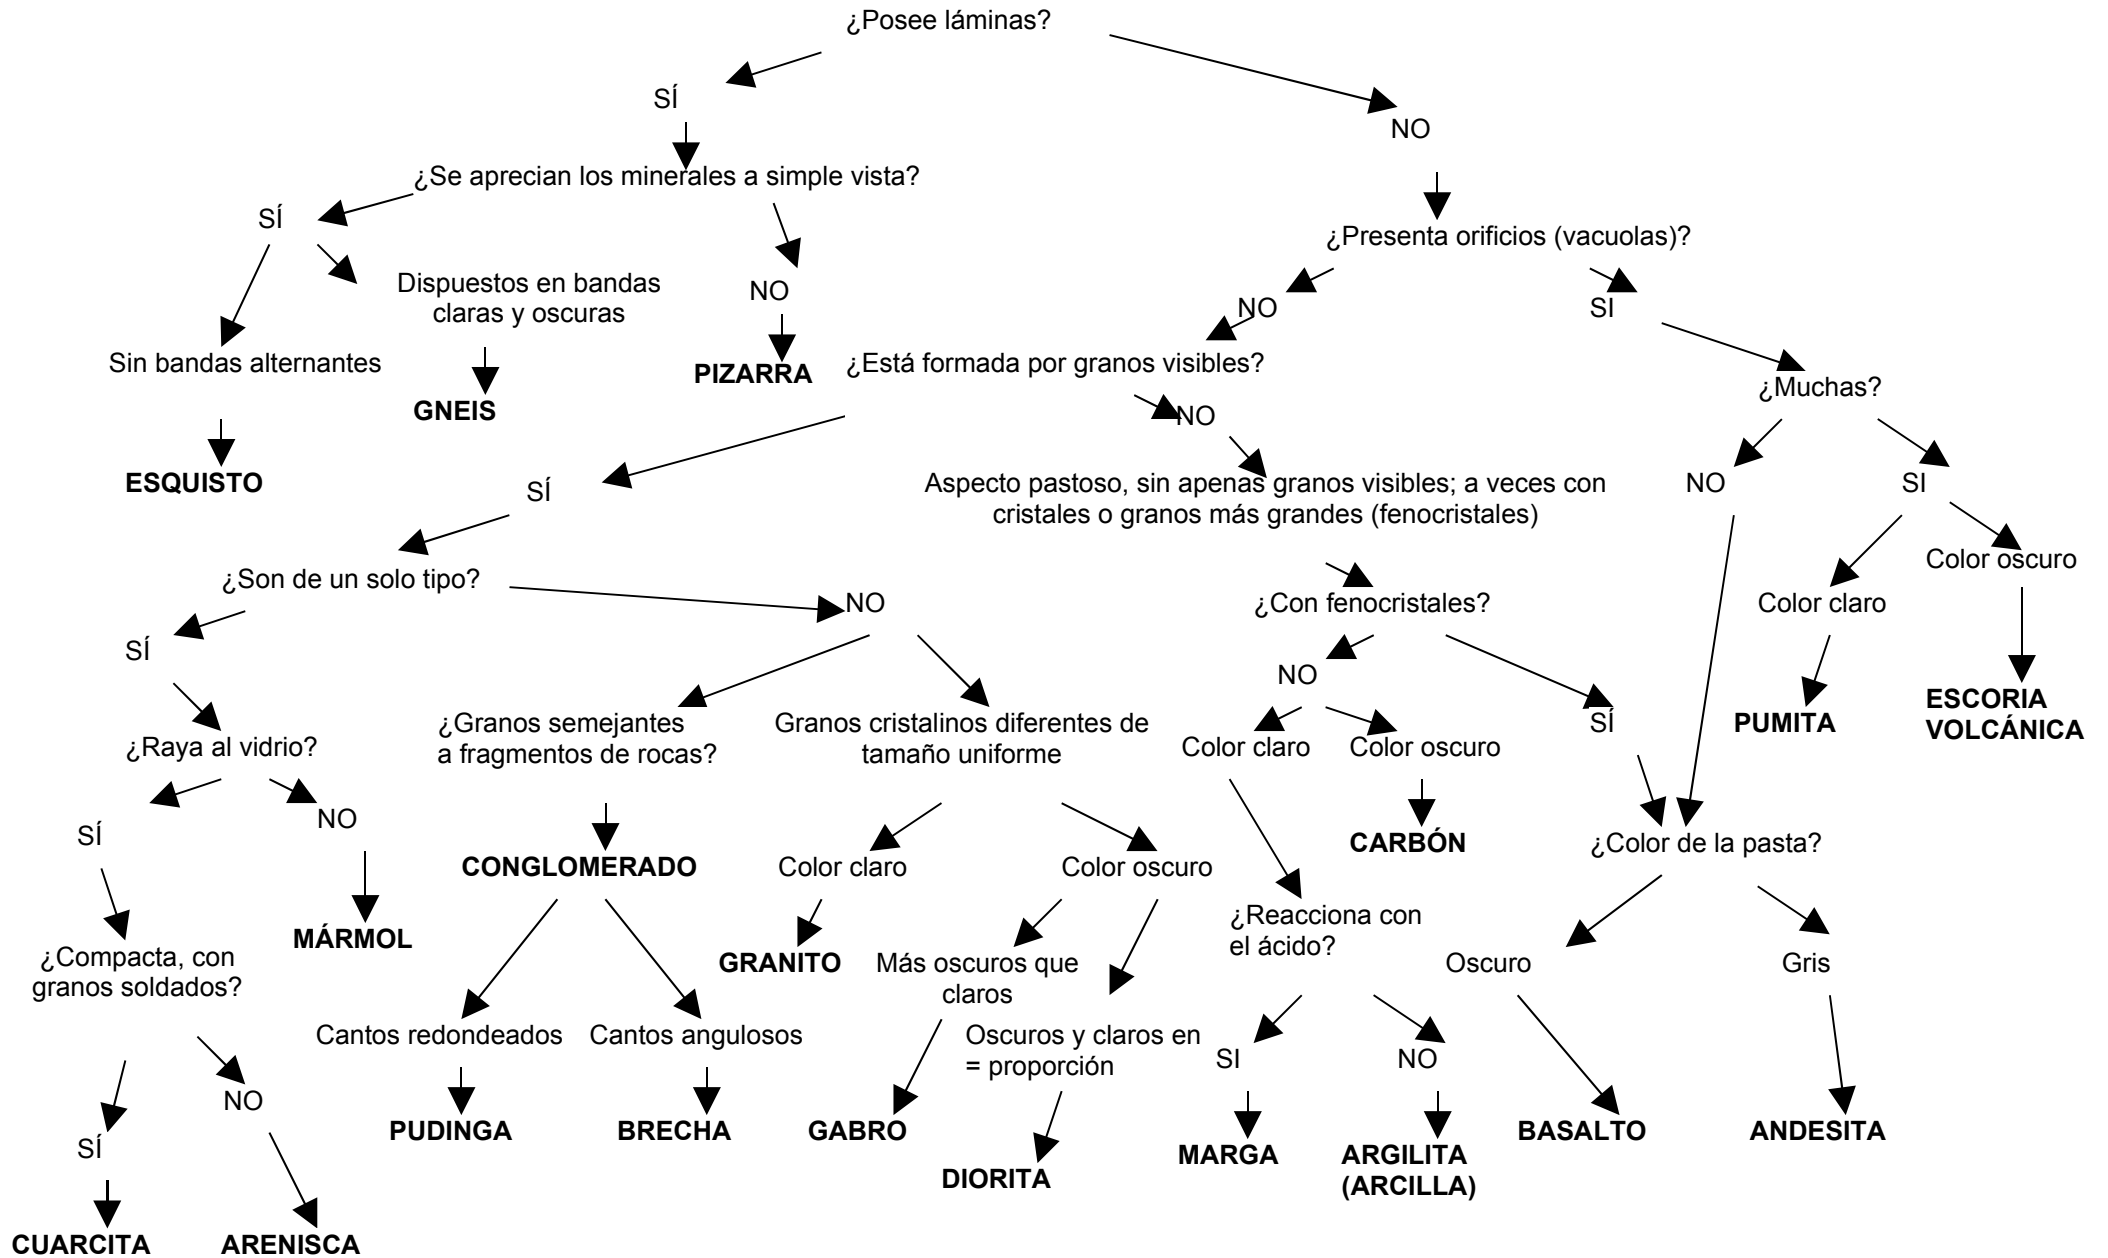 ¿Posee láminas?
SÍ
NO
¿Se aprecian los minerales a simple vista?
SÍ
¿Presenta orificios (vacuolas)?
Dispuestos en bandas
claras y oscuras
NO
NO
SI
Sin bandas alternantes
PIZARRA
¿Está formada por granos visibles?
¿Muchas?
GNEIS
NO
ESQUISTO
SÍ
Aspecto pastoso, sin apenas granos visibles; a veces con
cristales o granos más grandes (fenocristales)
NO
SI
Color oscuro
¿Son de un solo tipo?
NO
¿Con fenocristales?
Color claro
SÍ
NO
ESCORIA
VOLCÁNICA
¿Granos semejantes
a fragmentos de rocas?
Granos cristalinos diferentes de
tamaño uniforme
SÍ
PUMITA
¿Raya al vidrio?
Color claro
Color oscuro
NO
SÍ
CARBÓN
¿Color de la pasta?
CONGLOMERADO
Color claro
Color oscuro
¿Reacciona con
el ácido?
MÁRMOL
¿Compacta, con
granos soldados?
GRANITO
Más oscuros que
claros
Oscuro
Gris
Cantos redondeados
Cantos angulosos
Oscuros y claros en
= proporción
SI
NO
NO
PUDINGA
BRECHA
GABRO
BASALTO
ANDESITA
SÍ
MARGA
ARGILITA
(ARCILLA)
DIORITA
CUARCITA
ARENISCA